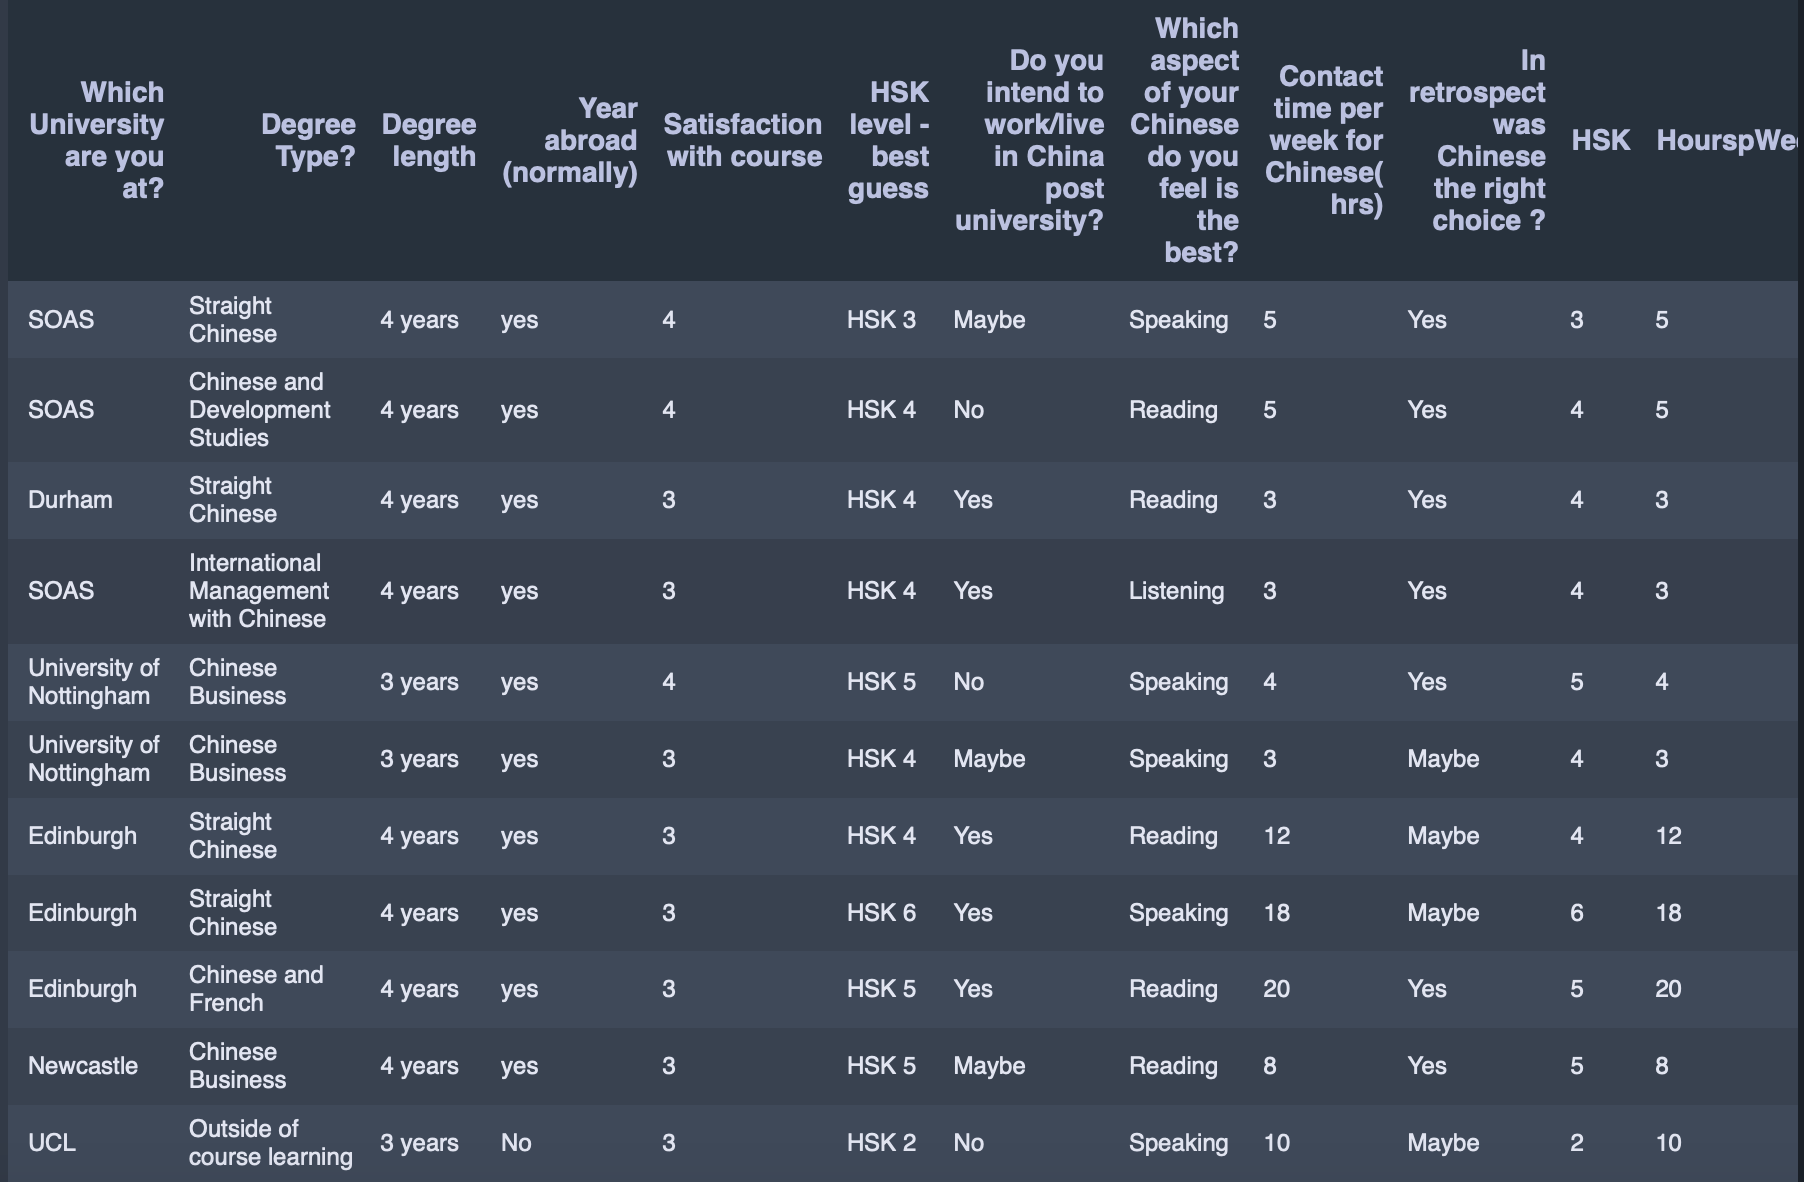 Which University are you at? Degree Type? Degree length Year abroad (normally) Satisfaction with course HSK level - best guess Do you intend to work/live in China post university? Which aspect of your Chinese do you feel is the best? Contact time per week for Chinese( hrs) In retrospect was Chinese the right choice ? HSK HourspWe
SOAS Straight Chinese 4 years yes 4 HSK 3 Maybe Speaking 5 Yes 3 5
SOAS Chinese and Development Studies 4 years yes 4 HSK 4 No Reading 5 Yes 4 5
Durham Straight Chinese 4 years yes 3 HSK 4 Yes Reading 3 Yes 4 3
SOAS International Management with Chinese 4 years yes 3 HSK 4 Yes Listening 3 Yes 4 3
University of Nottingham Chinese Business 3 years yes 4 HSK 5 No Speaking 4 Yes 5 4
University of Nottingham Chinese Business 3 years yes 3 HSK 4 Maybe Speaking 3 Maybe 4 3
Edinburgh Straight Chinese 4 years yes 3 HSK 4 Yes Reading 12 Maybe 4 12
Edinburgh Straight Chinese 4 years yes 3 HSK 6 Yes Speaking 18 Maybe 6 18
Edinburgh Chinese and French 4 years yes 3 HSK 5 Yes Reading 20 Yes 5 20
Newcastle Chinese Business 4 years yes 3 HSK 5 Maybe Reading 8 Yes 5 8
UCL Outside of course learning 3 years No 3 HSK 2 No Speaking 10 Maybe 2 10